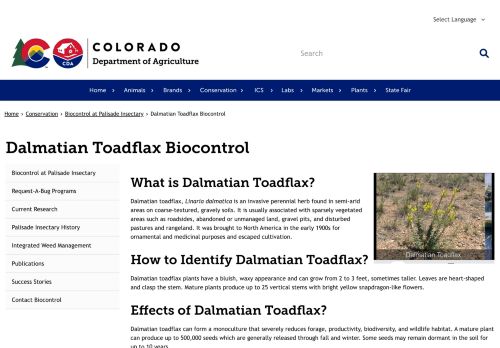 Select Language
CDA
COLORADO
Department of Agriculture
Search
Home
Animals
Brands
Conservation
ICS
Labs
Markets
Plants
State Fair
Home › Conservation › Biocontrol at Palisade Insectary › Dalmatian Toadflax Biocontrol
Dalmatian Toadflax Biocontrol
Biocontrol at Palisade Insectary
Request-A-Bug Programs
Current Research
Palisade Insectary History
Integrated Weed Management
Publications
Success Stories
Contact Biocontrol
What is Dalmatian Toadflax?
Dalmatian toadflax, Linaria dalmatica is an invasive perennial herb found in semi-arid
areas on coarse-textured, gravely soils. It is usually associated with sparsely vegetated
areas such as roadsides, abandoned or unmanaged land, gravel pits, and disturbed
pastures and rangeland. It was brought to North America in the early 1900s for
ornamental and medicinal purposes and escaped cultivation.
Dalmatian Toadflax
How to Identify Dalmatian Toadflax?
Dalmatian toadflax plants have a bluish, waxy appearance and can grow from 2 to 3 feet, sometimes taller. Leaves are heart-shaped
and clasp the stem. Mature plants produce up to 25 vertical stems with bright yellow snapdragon-like flowers.
Effects of Dalmatian Toadflax?
Dalmatian toadflax can form a monoculture that severely reduces forage, productivity, biodiversity, and wildlife habitat. A mature plant
can produce up to 500,000 seeds which are generally released through fall and winter. Some seeds may remain dormant in the soil for
up to 10 years